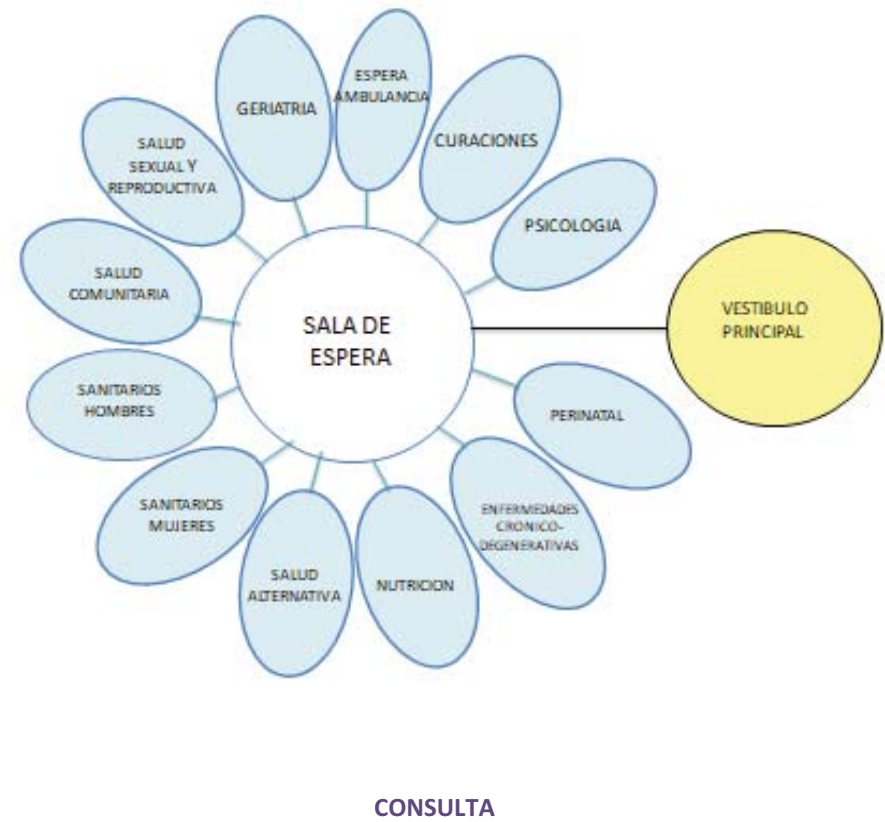 ESPERA
AMBULANCIA
GERIATRIA
CURACIONES
SALUD
SEXUAL Y
REPRODUCTIVA
PSICOLOGIA
SALUD
COMUNITARIA
SALA DE
ESPERA
VESTIBULO
PRINCIPAL
SANITARIOS
HOMBRES
PERINATAL
SANITARIOS
MUJERES
ENFERMEDADES
CRONICO-
DEGENERATIVAS
SALUD
ALTERNATIVA
NUTRICION
CONSULTA